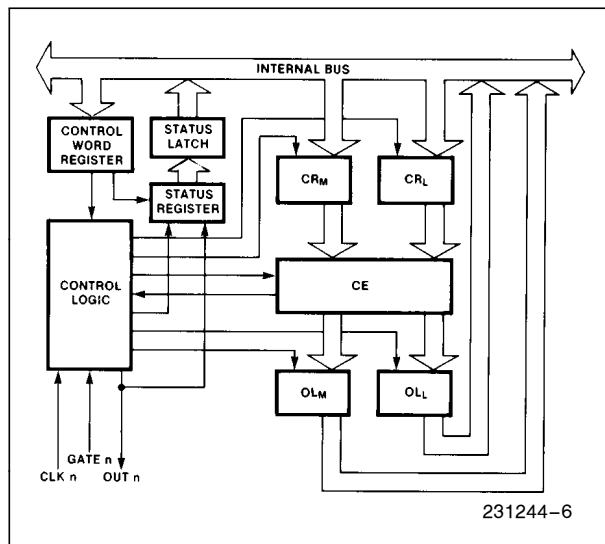 INTERNAL BUS
CONTROL
WORD
REGISTER
STATUS
LATCH
STATUS
REGISTER
CRM
CRL
CONTROL
LOGIC
CE
OLM
OLL
GATE n
CLK n
OUT n
231244–6